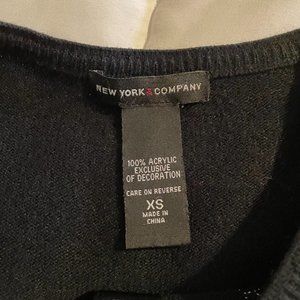 NEW YORK & COMPANY
100% ACRYLIC
EXCLUSIVE
OF DECORATION
CARE ON REVERSE
XS
MADE IN
CHINA